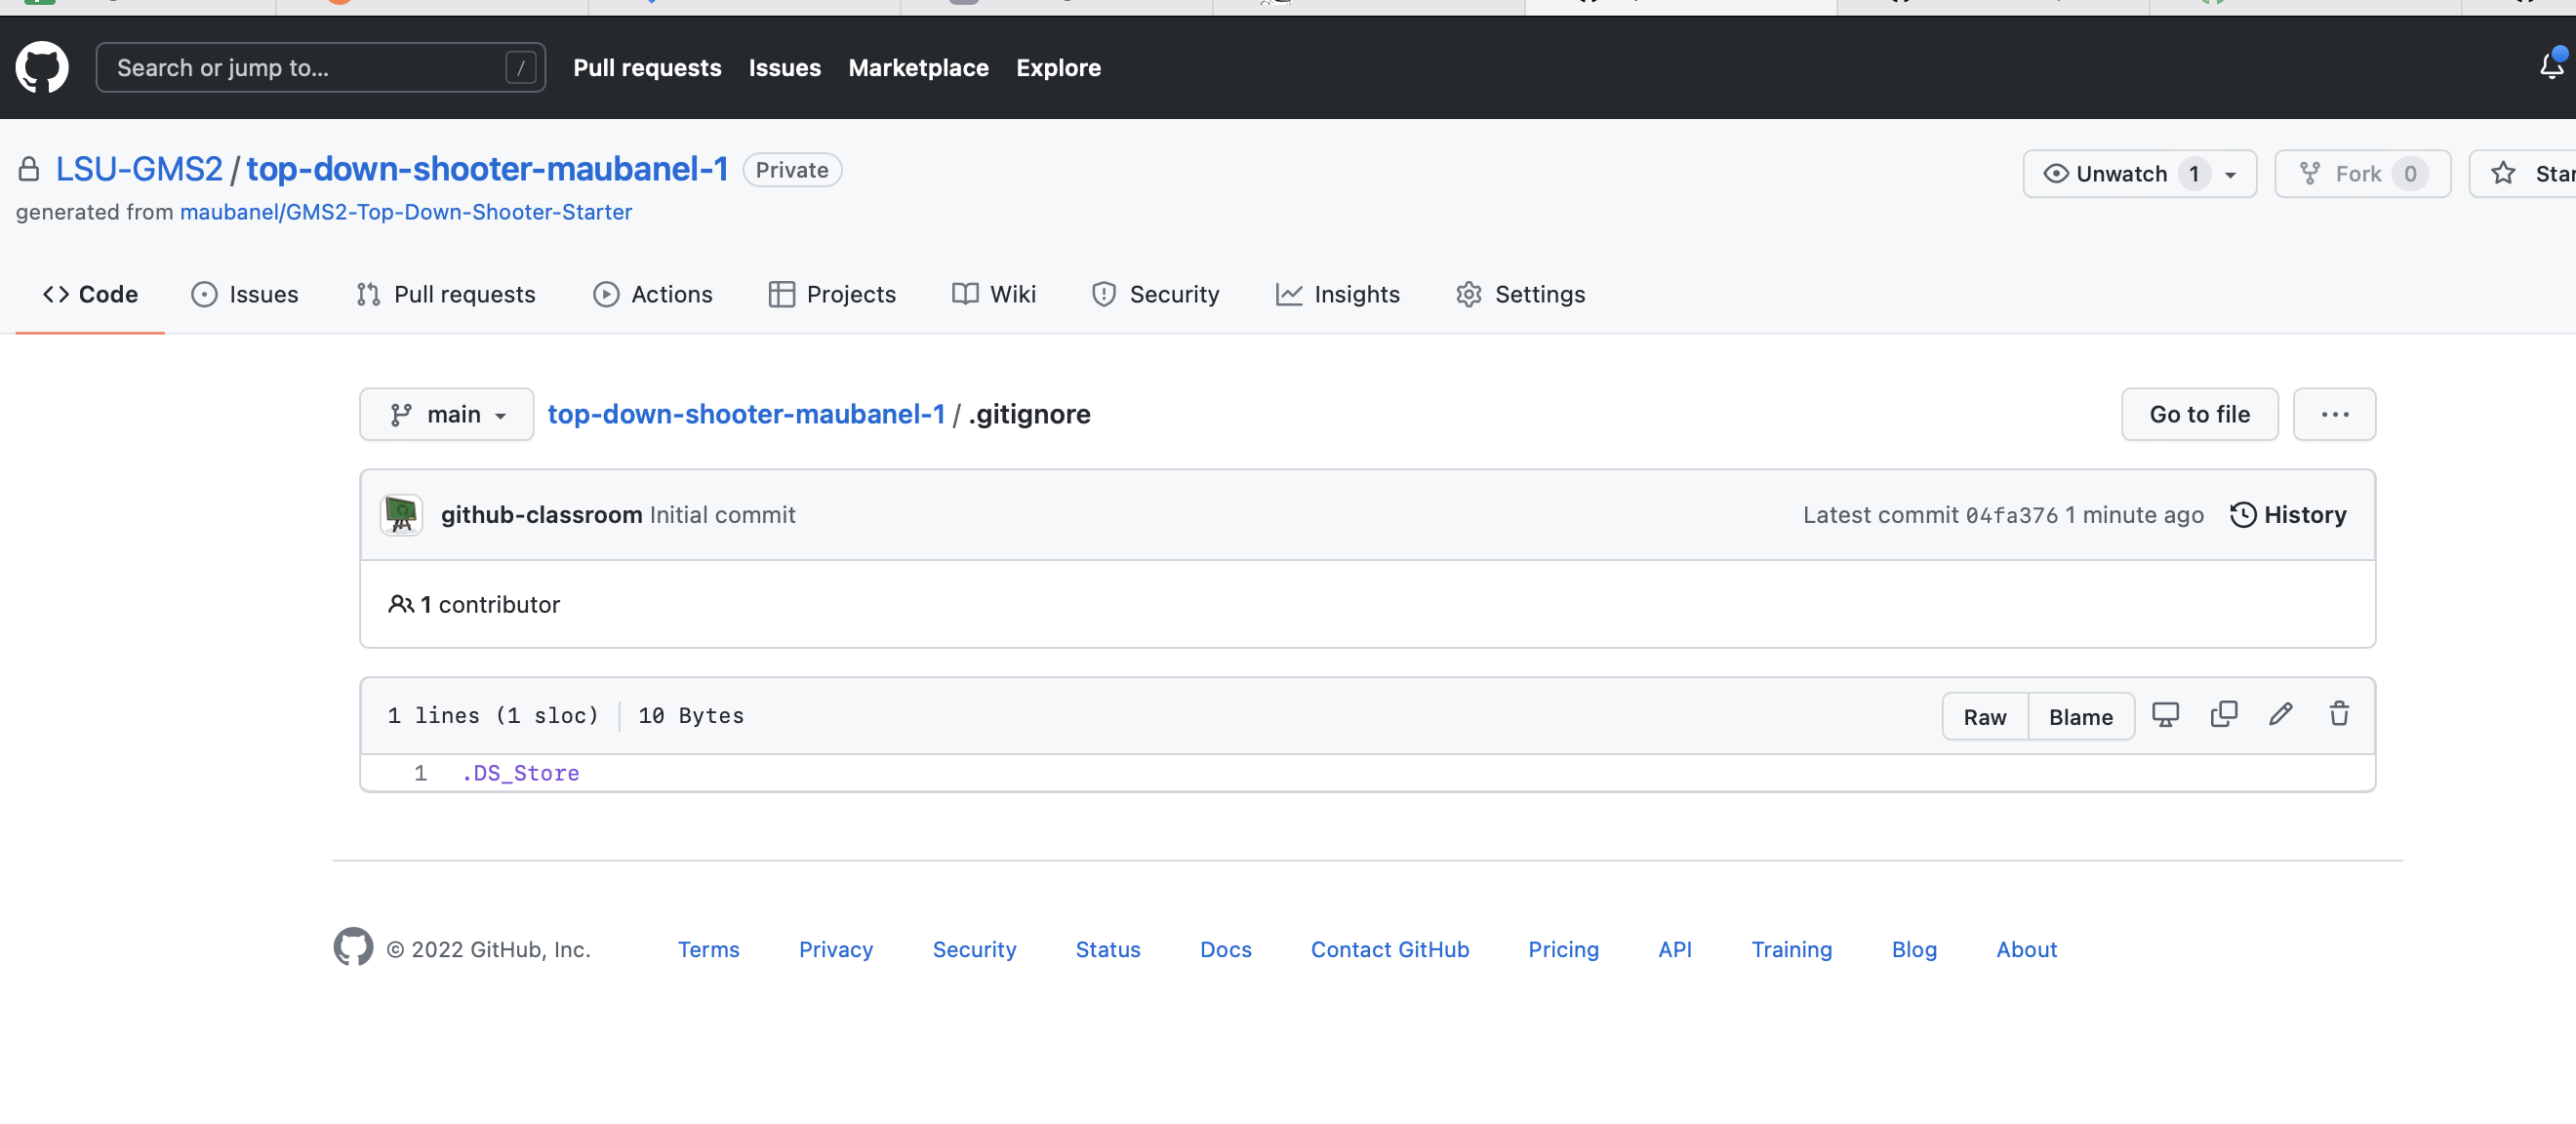 Search or jump to... /
Pull requests Issues Marketplace Explore
LSU-GMS2 / top-down-shooter-maubanel-1 Private
Unwatch 1 Fork 0
generated from maubanel/GMS2-Top-Down-Shooter-Starter
Code Issues Pull requests Actions Projects Wiki Security Insights Settings
main top-down-shooter-maubanel-1 / .gitignore Go to file ...
github-classroom Initial commit Latest commit 04fa376 1 minute ago History
1 contributor
1 lines (1 sloc) 10 Bytes Raw Blame
1 .DS_Store
© 2022 GitHub, Inc. Terms Privacy Security Status Docs Contact GitHub Pricing API Training Blog About